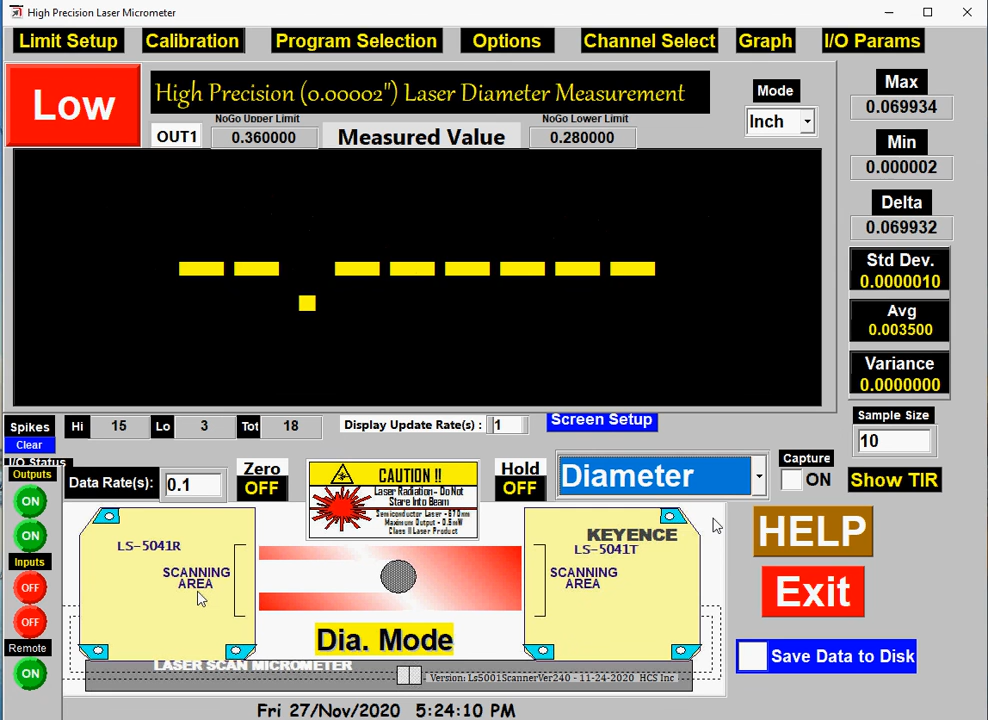 High Precision Laser Micrometer
Limit Setup Calibration Program Selection Options Channel Select Graph I/O Params
Low
High Precision (0.00002") Laser Diameter Measurement
Mode
Inch
Max
0.069934
NoGo Upper Limit
NoGo Lower Limit
OUT1 0.360000 Measured Value 0.280000
Min
0.000002
Delta
0.069932
-- -------
Std Dev.
0.0000010
Avg
0.003500
Variance
0.0000000
Spikes Hi 15 Lo 3 Tot 18 Display Update Rate(s) : 1 Screen Setup
Clear
Sample Size
10
I/O Status
Outputs
ON
ON
Inputs
OFF
OFF
Remote
ON
Data Rate(s): 0.1
Zero
OFF
CAUTION !!
Laser Radiation - Do Not
Stare Into Beam
Semiconductor Laser - 670nm
Maximum Output - 0.5mW
Class II Laser Product
Hold
OFF
Diameter
Capture
ON
Show TIR
LS-5041R
SCANNING
AREA
KEYENCE
LS-5041T
SCANNING
AREA
HELP
Exit
Dia. Mode
LASER SCAN MICROMETER
Version: Ls5001ScannerVer240 - 11-24-2020 HCS Inc
Save Data to Disk
Fri 27/Nov/2020 5:24:10 PM